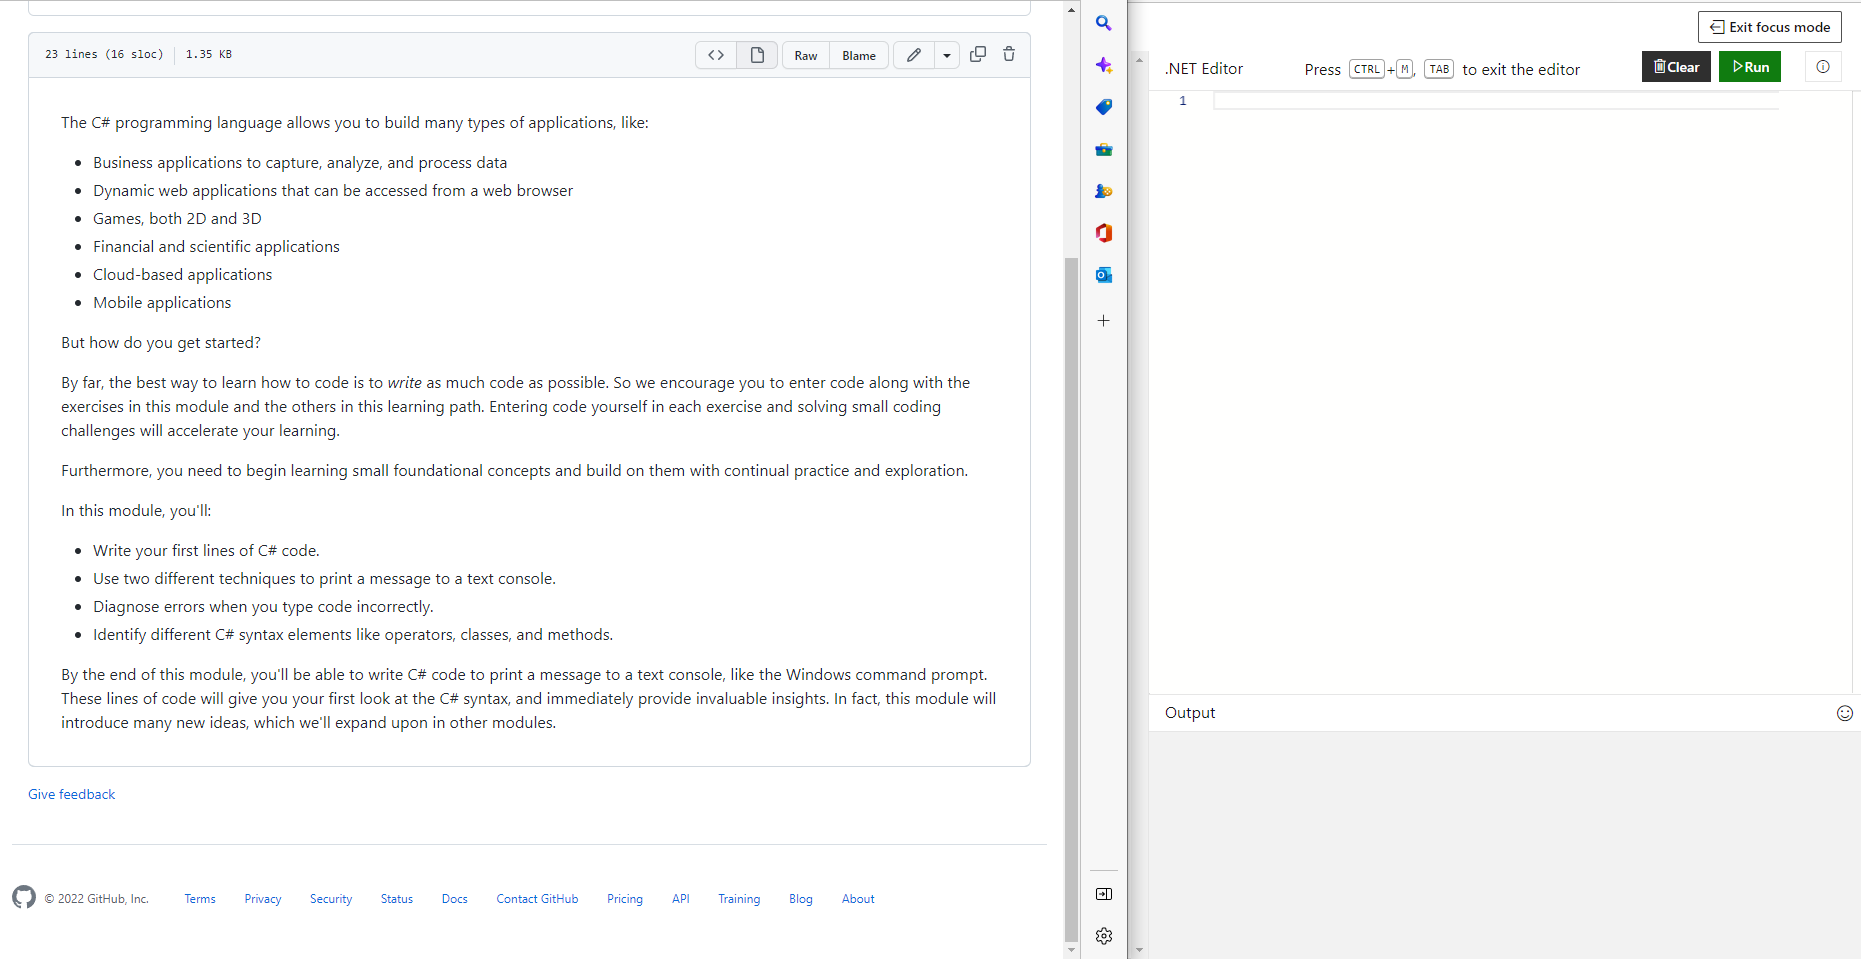 23 lines (16 sloc) 1.35 KB
Raw Blame
The C# programming language allows you to build many types of applications, like:
Business applications to capture, analyze, and process data
Dynamic web applications that can be accessed from a web browser
Games, both 2D and 3D
Financial and scientific applications
Cloud-based applications
Mobile applications
But how do you get started?
By far, the best way to learn how to code is to write as much code as possible. So we encourage you to enter code along with the
exercises in this module and the others in this learning path. Entering code yourself in each exercise and solving small coding
challenges will accelerate your learning.
Furthermore, you need to begin learning small foundational concepts and build on them with continual practice and exploration.
In this module, you'll:
Write your first lines of C# code.
Use two different techniques to print a message to a text console.
Diagnose errors when you type code incorrectly.
Identify different C# syntax elements like operators, classes, and methods.
By the end of this module, you'll be able to write C# code to print a message to a text console, like the Windows command prompt.
These lines of code will give you your first look at the C# syntax, and immediately provide invaluable insights. In fact, this module will
introduce many new ideas, which we'll expand upon in other modules.
Give feedback
© 2022 GitHub, Inc. Terms Privacy Security Status Docs Contact GitHub Pricing API Training Blog About
Exit focus mode
.NET Editor Press CTRL+M, TAB to exit the editor Clear Run
1
Output